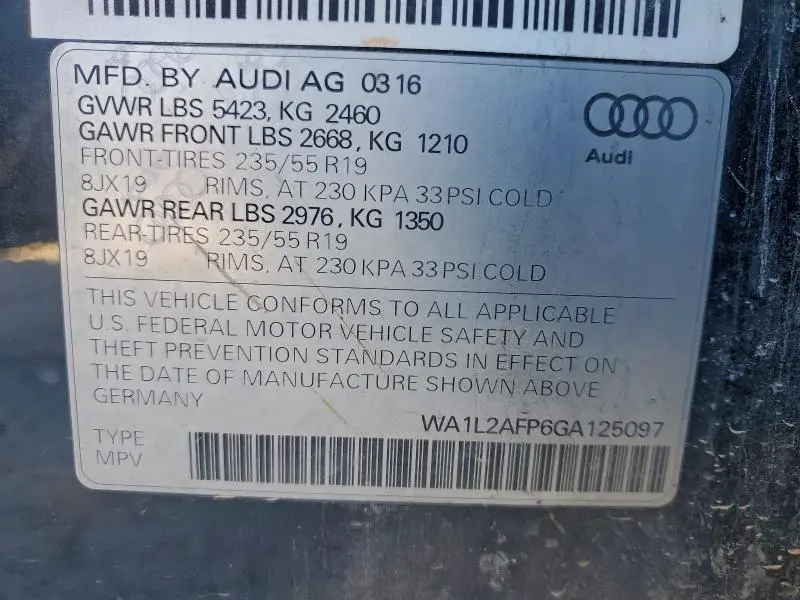 MFD. BY AUDI AG 03 16
GVWR LBS 5423, KG 2460
GAWR FRONT LBS 2668, KG 1210
FRONT-TIRES 235/55 R19
8JX19 RIMS, AT 230 KPA 33 PSI COLD
GAWR REAR LBS 2976, KG 1350
REAR-TIRES 235/55 R19
8JX19 RIMS, AT 230 KPA 33 PSI COLD
Audi
THIS VEHICLE CONFORMS TO ALL APPLICABLE
U.S. FEDERAL MOTOR VEHICLE SAFETY AND
THEFT PREVENTION STANDARDS IN EFFECT ON
THE DATE OF MANUFACTURE SHOWN ABOVE
GERMANY
WA1L2AFP6GA125097
TYPE
MPV